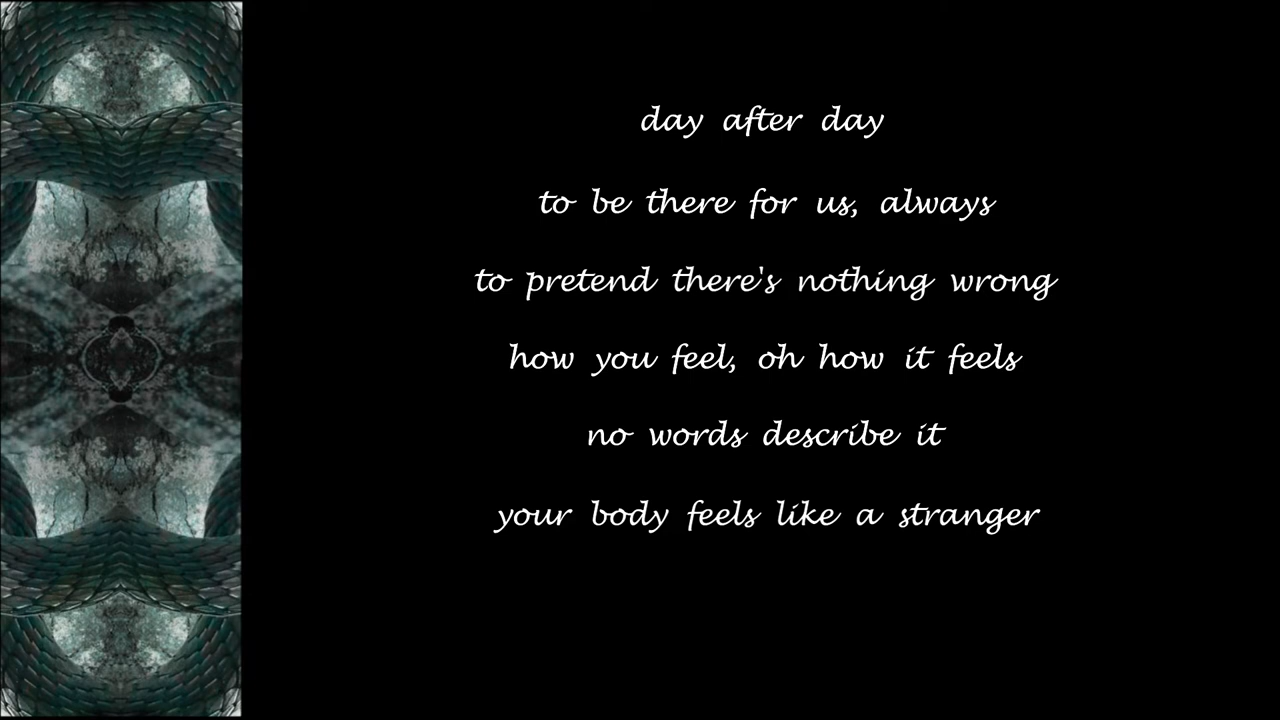 day after day
to be there for us, always
to pretend there's nothing wrong
how you feel, oh how it feels
no words describe it
your body feels like a stranger